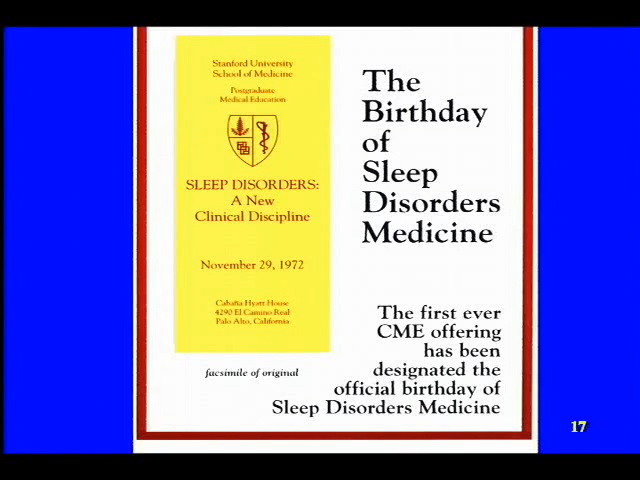 Stanford University
School of Medicine
Postgraduate
Medical Education
SLEEP DISORDERS:
A New
Clinical Discipline
November 29, 1972
Cabaña Hyatt House
4290 El Camino Real
Palo Alto, California
facsimile of original
The
Birthday
of
Sleep
Disorders
Medicine
The first ever
CME offering
has been
designated the
official birthday of
Sleep Disorders Medicine
17